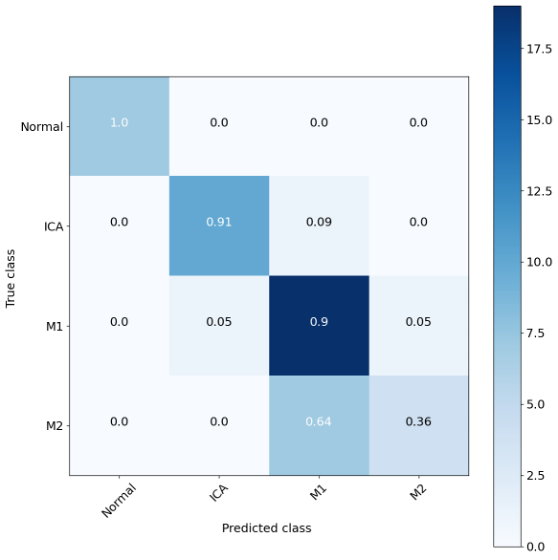 Normal 1.0 0.0 0.0 0.0
ICA 0.0 0.91 0.09 0.0
M1 0.0 0.05 0.9 0.05
M2 0.0 0.0 0.64 0.36
Normal ICA M1 M2
Predicted class
True class
17.5
15.0
12.5
10.0
7.5
5.0
2.5
0.0